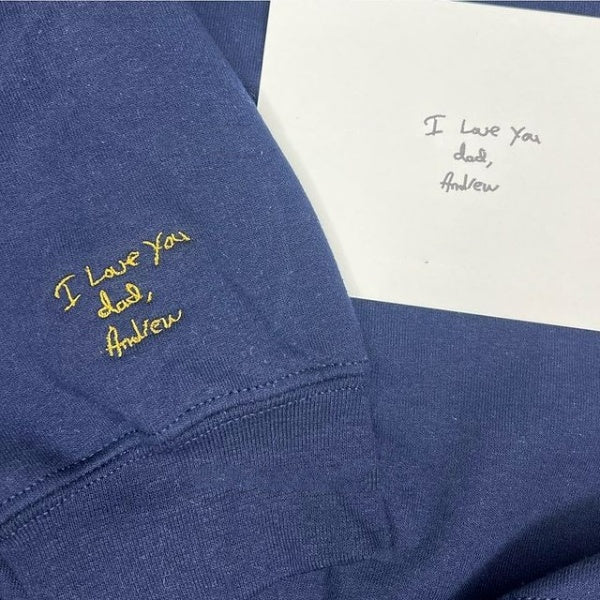 I Love You
dad,
Andrew
I Love You
dad,
Andrew